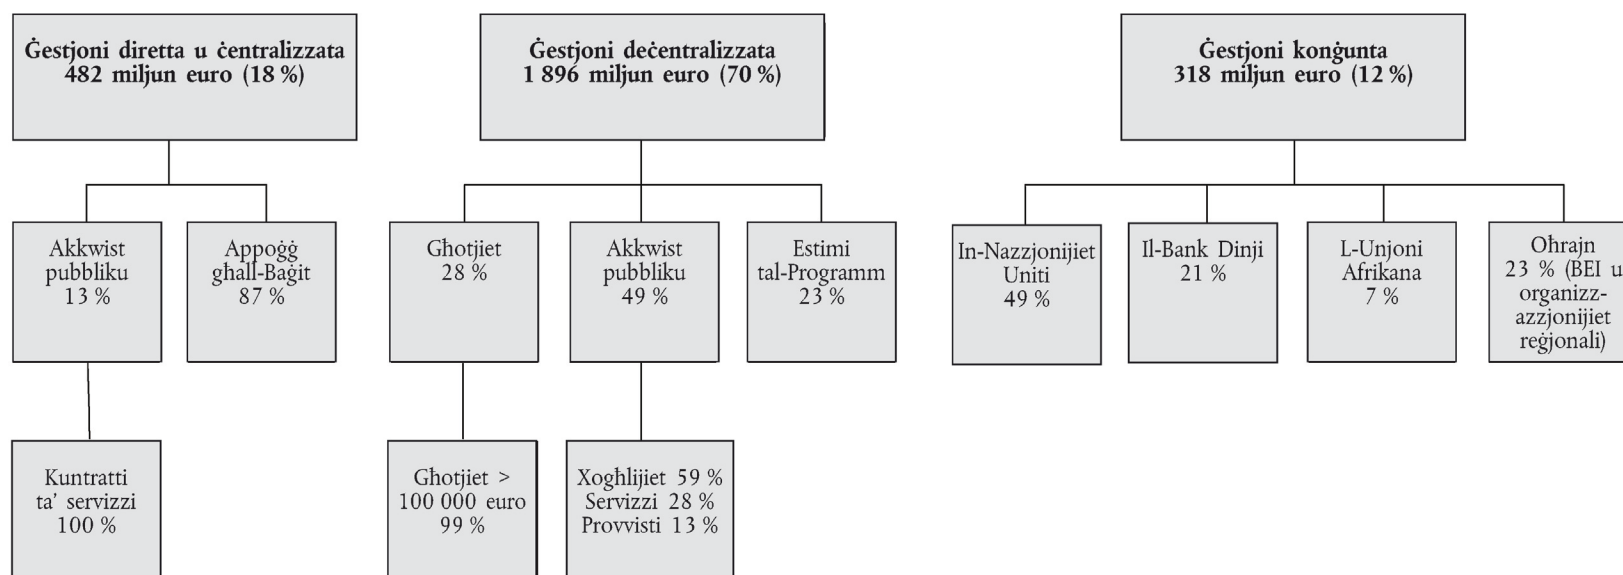 Ġestjoni diretta u ċentralizzata
482 miljun euro (18 %)
Ġestjoni deċentralizzata
1 896 miljun euro (70 %)
Ġestjoni konġunta
318 miljun euro (12 %)
Akkwist
pubbliku
13 %
Appoġġ
għall-Baġit
87 %
Għotjiet
28 %
Akkwist
pubbliku
49 %
Estimi
tal-Programm
23 %
In-Nazzjonijiet
Uniti
49 %
Il-Bank Dinji
21 %
L-Unjoni
Afrikana
7 %
Oħrajn
23 % (BEI u
organizz-
azzjonijiet
reġjonali)
Kuntratti
ta’ servizzi
100 %
Għotjiet >
100 000 euro
99 %
Xogħlijiet 59 %
Servizzi 28 %
Provvisti 13 %